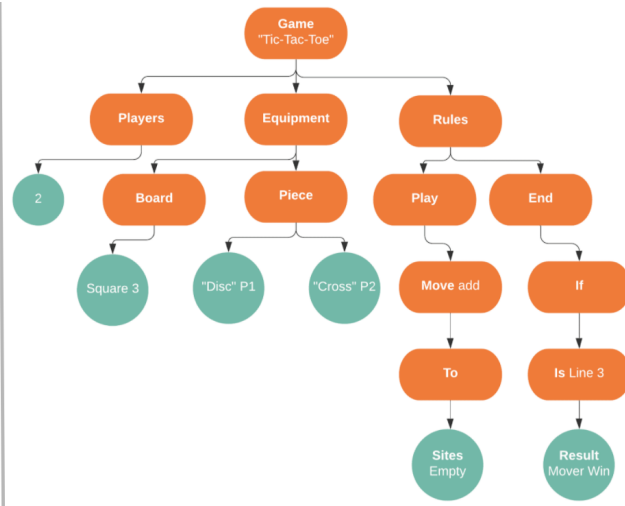 Game
"Tic-Tac-Toe"
Players
Equipment
Rules
2
Board
Piece
Play
End
Square 3
"Disc" P1
"Cross" P2
Move add
If
To
Is Line 3
Sites
Empty
Result
Mover Win